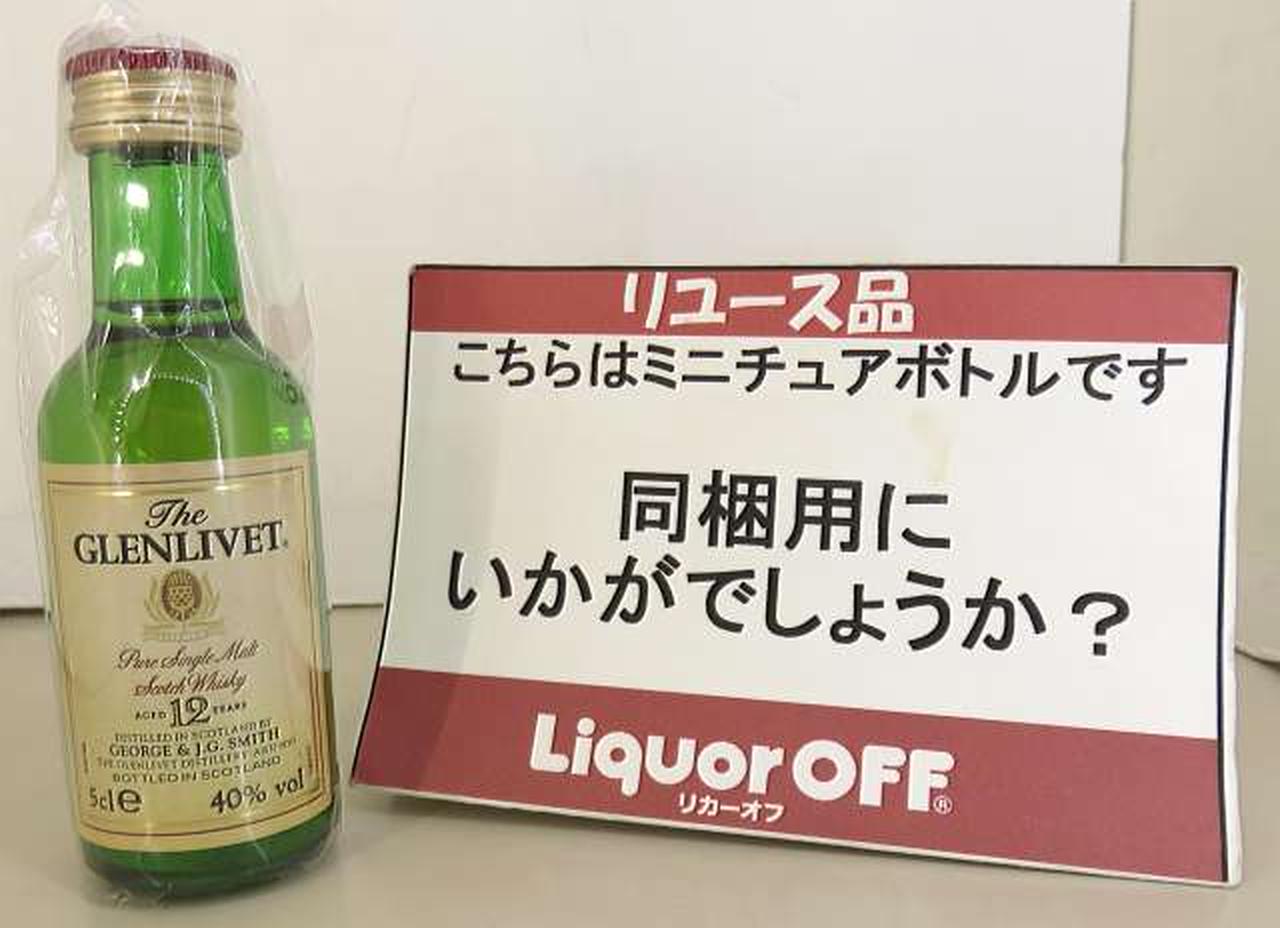 The
GLENLIVET.
Pure Single Malt
Scotch Whisky
AGED 12 YEARS
DISTILLED IN SCOTLAND BY
GEORGE & J.G. SMITH
THE GLENLIVET DISTILLERY
BOTTLED IN SCOTLAND
5cl e 40% vol
リユース品
こちらはミニチュアボトルです
同梱用に
いかがでしょうか？
Liquor OFF®
リカーオフ